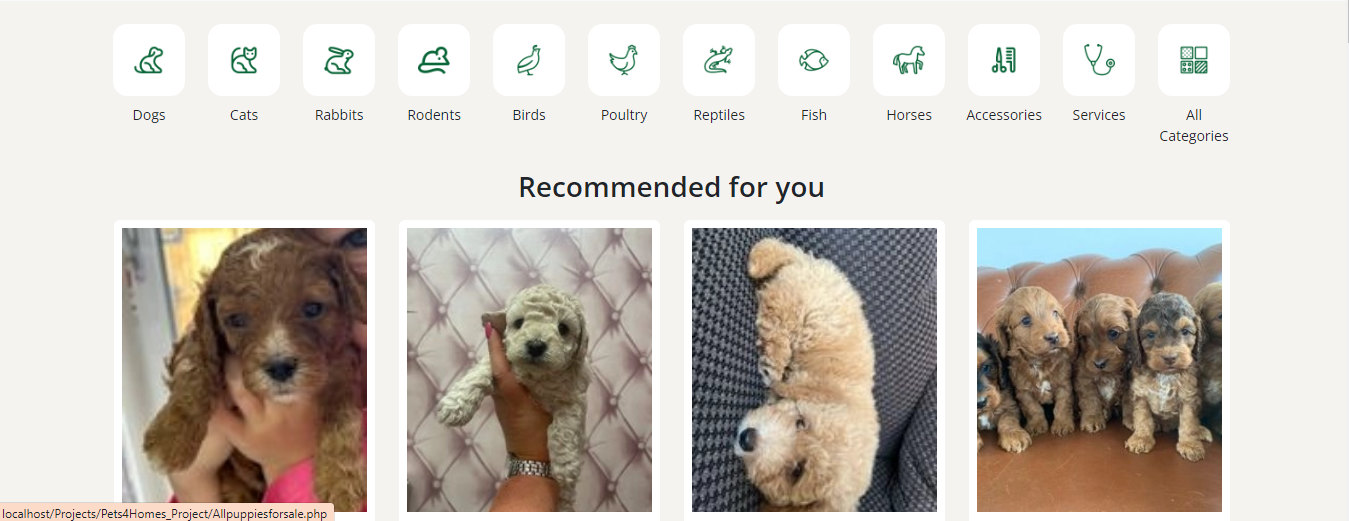 Dogs
Cats
Rabbits
Rodents
Birds
Poultry
Reptiles
Fish
Horses
Accessories
Services
All
Categories
Recommended for you
localhost/Projects/Pets4Homes_Project/Allpuppiesforsale.php